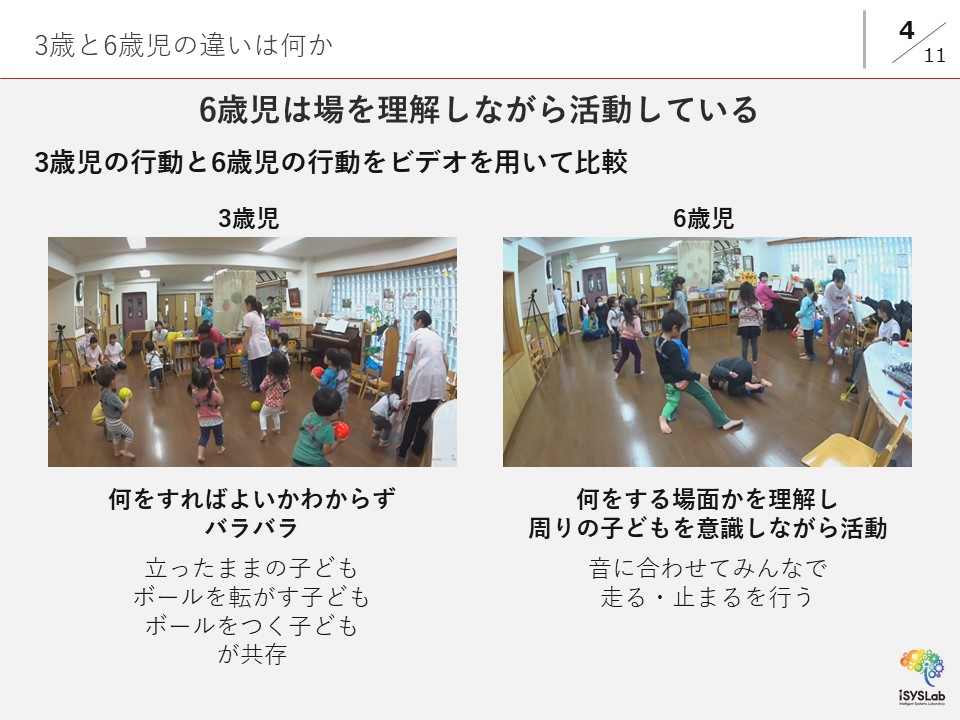 3歳と6歳児の違いは何か
4
11
6歳児は場を理解しながら活動している
3歳児の行動と6歳児の行動をビデオを用いて比較
3歳児
6歳児
何をすればよいかわからず
バラバラ
立ったままの子ども
ボールを転がす子ども
ボールをつく子ども
が共存
何をする場面かを理解し
周りの子どもを意識しながら活動
音に合わせてみんなで
走る・止まるを行う
iSYSLab
Intelligent Systems Laboratory